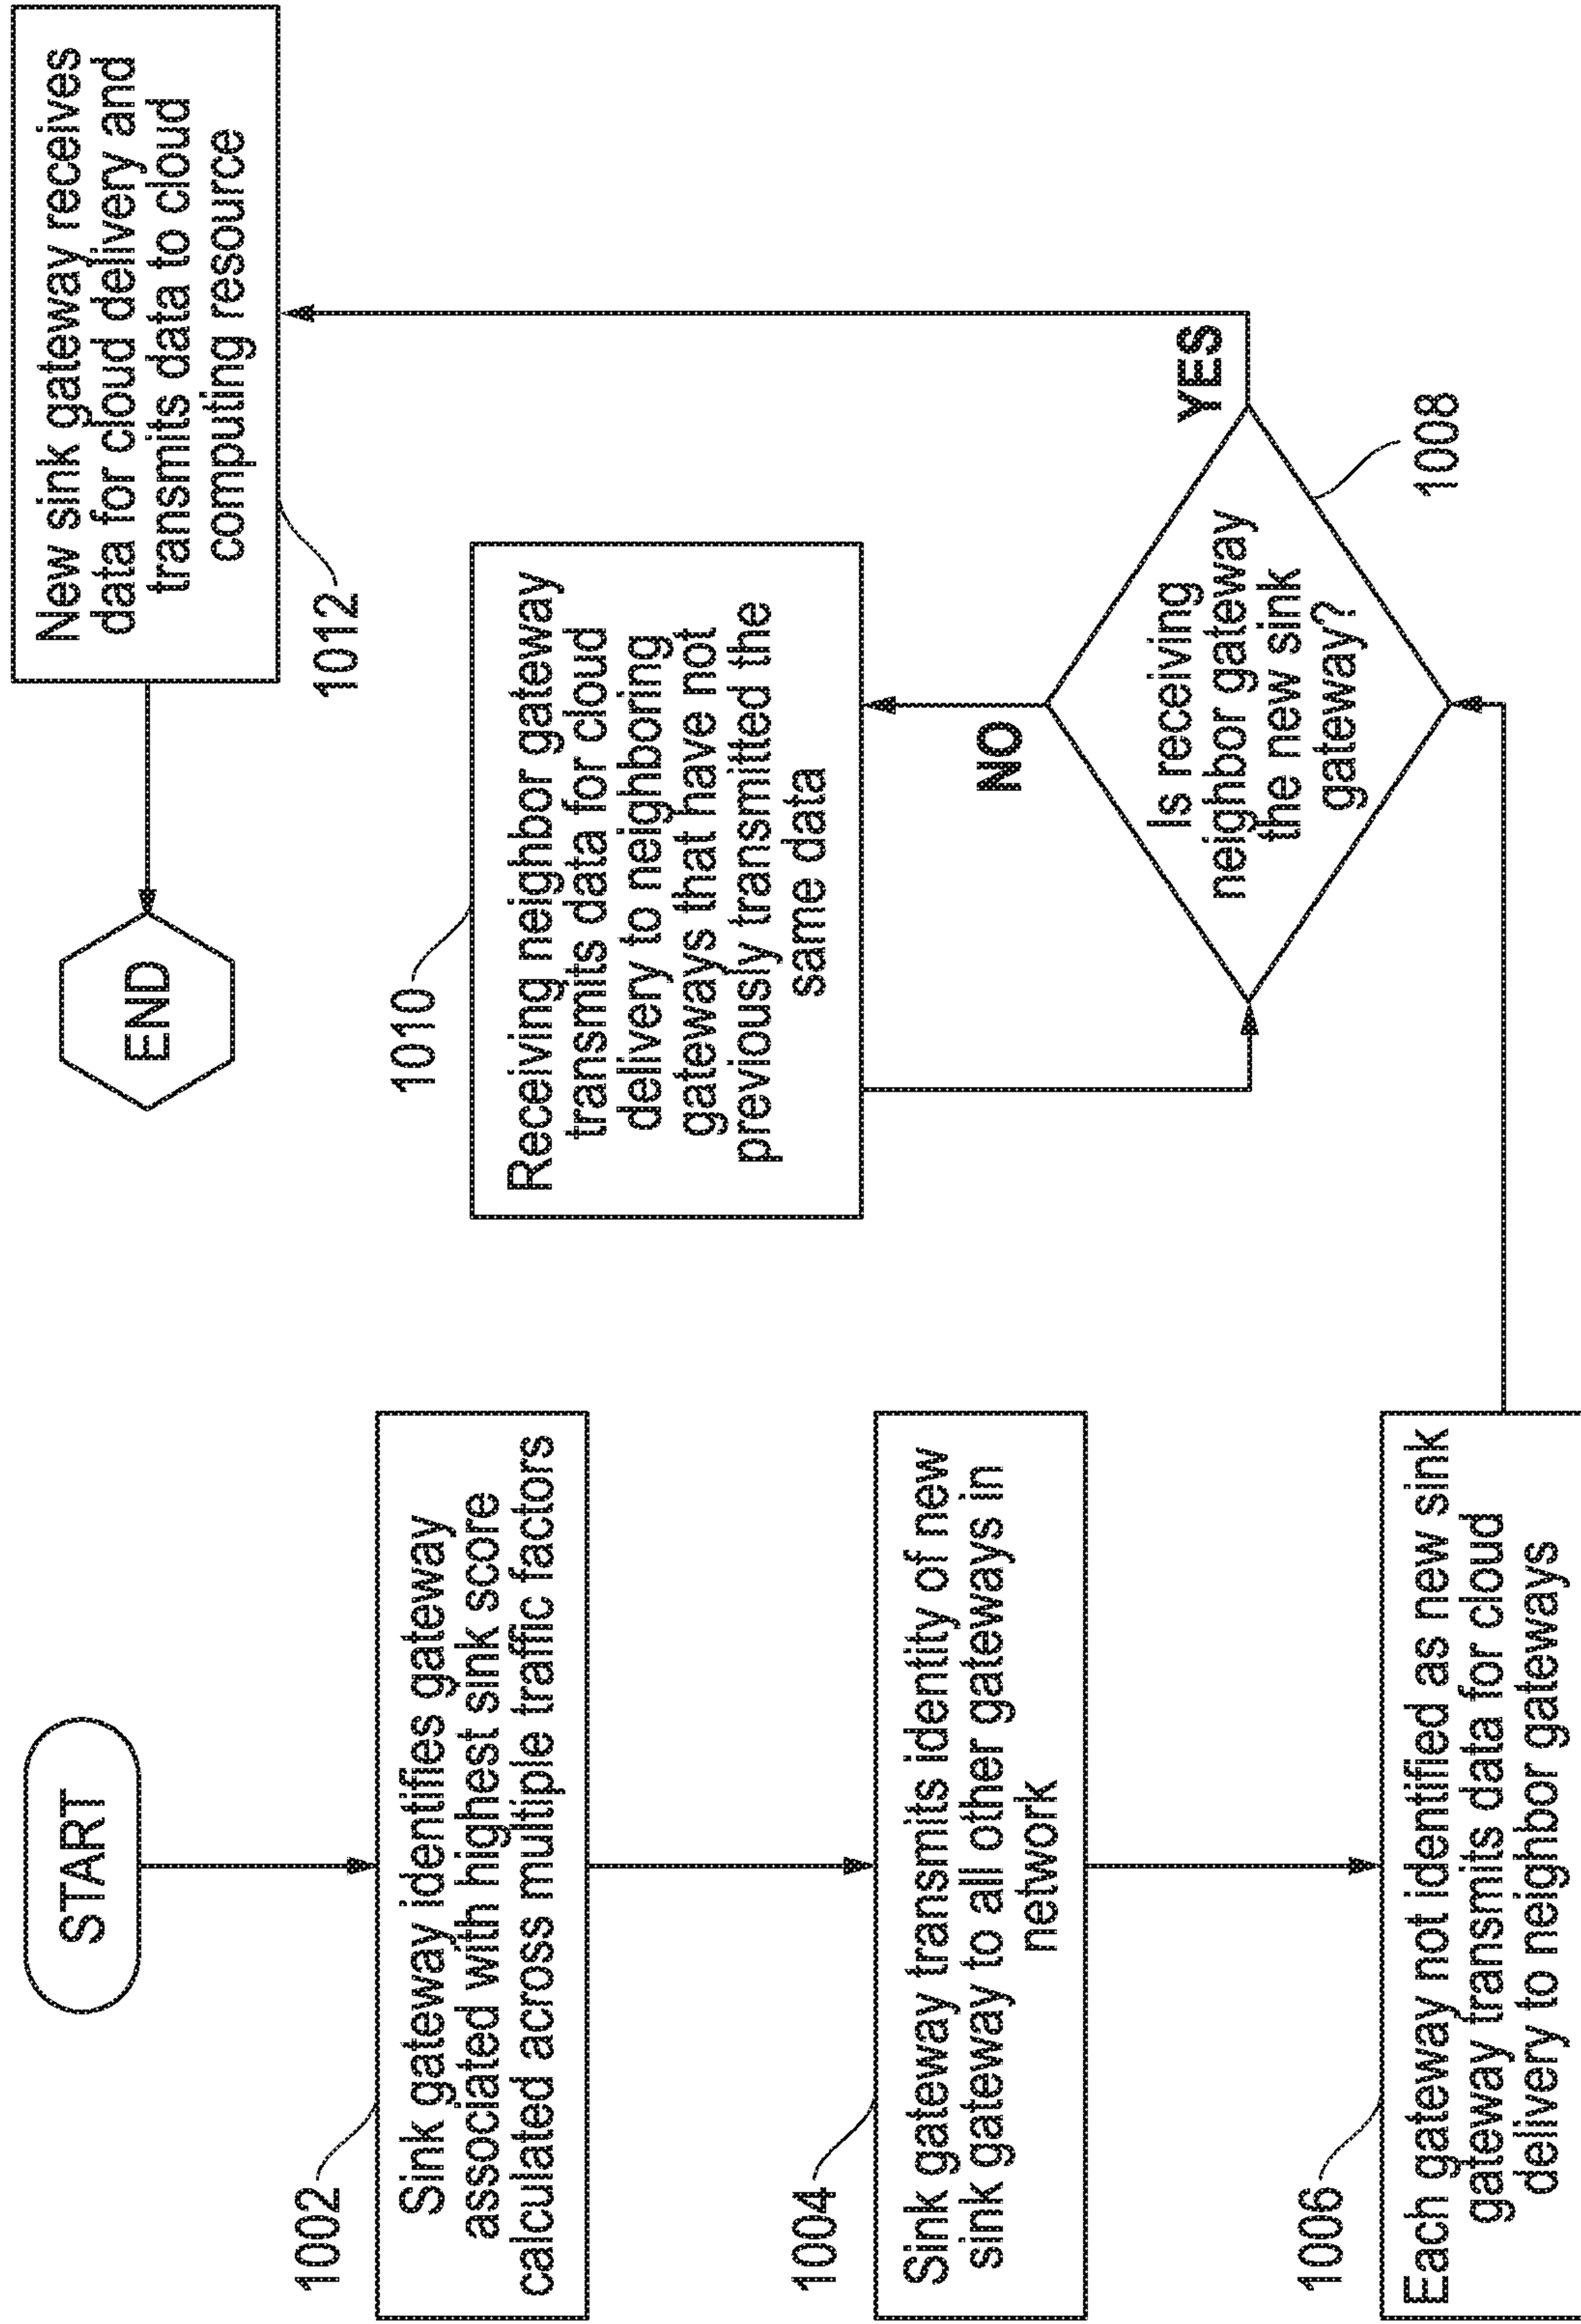 START
1002
Sink gateway identifies gateway
associated with highest sink score
calculated across multiple traffic factors
1004
Sink gateway transmits identity of new
sink gateway to all other gateways in
network
1006
Each gateway not identified as new sink
gateway transmits data for cloud
delivery to neighbor gateways
Is receiving
neighbor gateway
the new sink
gateway?
1008
NO
YES
1010
Receiving neighbor gateway
transmits data for cloud
delivery to neighboring
gateways that have not
previously transmitted the
same data
1012
New sink gateway receives
data for cloud delivery and
transmits data to cloud
computing resource
END